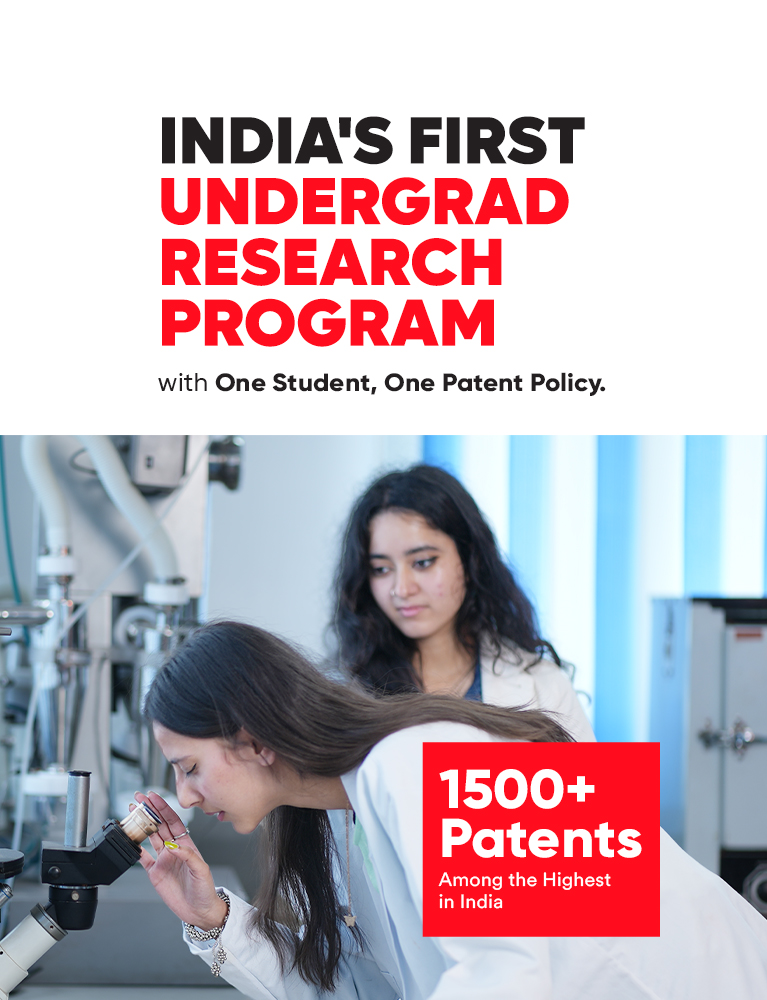 INDIA'S FIRST
UNDERGRAD
RESEARCH
PROGRAM
with One Student, One Patent Policy.
1500+
Patents
Among the Highest
in India